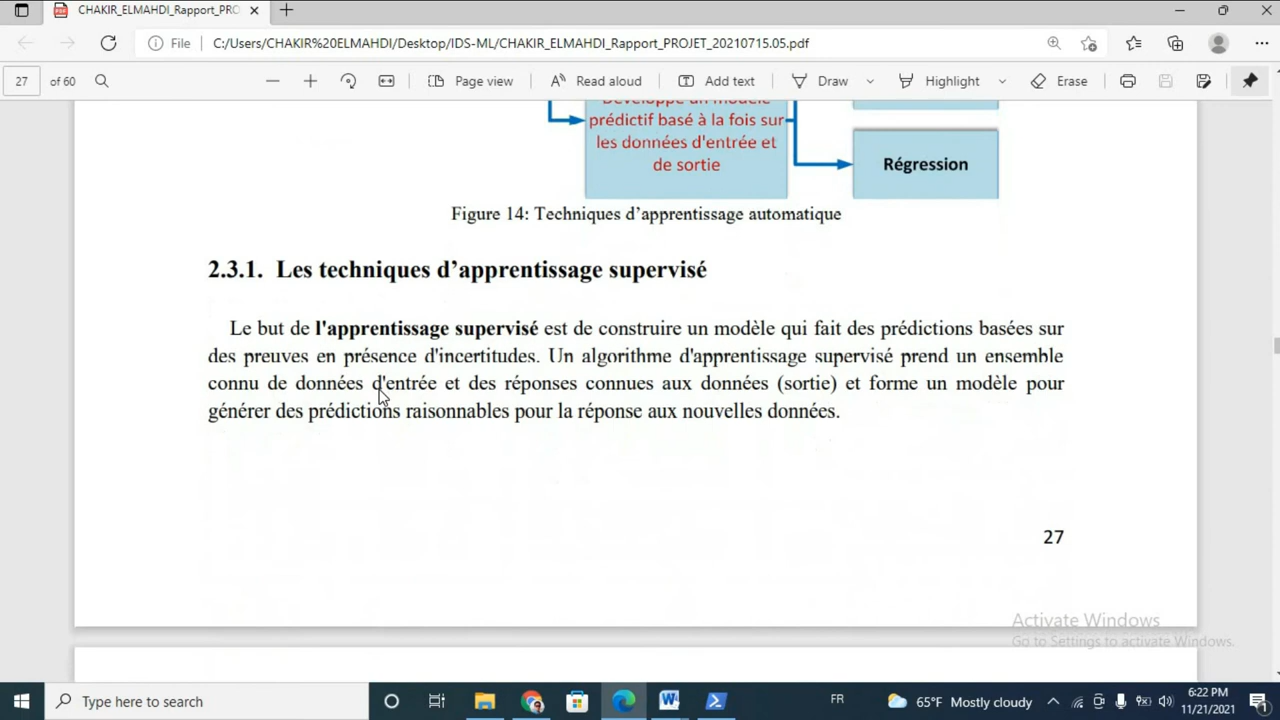 CHAKIR_ELMAHDI_Rapport_PRO
File C:/Users/CHAKIR%20ELMAHDI/Desktop/IDS-ML/CHAKIR_ELMAHDI_Rapport_PROJET_20210715.05.pdf
27 of 60 Page view Read aloud Add text Draw Highlight Erase
Développe un modèle
prédictif basé à la fois sur
les données d'entrée et
de sortie
Régression
Figure 14: Techniques d’apprentissage automatique
2.3.1. Les techniques d’apprentissage supervisé
Le but de l'apprentissage supervisé est de construire un modèle qui fait des prédictions basées sur
des preuves en présence d'incertitudes. Un algorithme d'apprentissage supervisé prend un ensemble
connu de données d'entrée et des réponses connues aux données (sortie) et forme un modèle pour
générer des prédictions raisonnables pour la réponse aux nouvelles données.
27
Activate Windows
Go to Settings to activate Windows.
Type here to search
FR
65°F Mostly cloudy
6:22 PM
11/21/2021
1